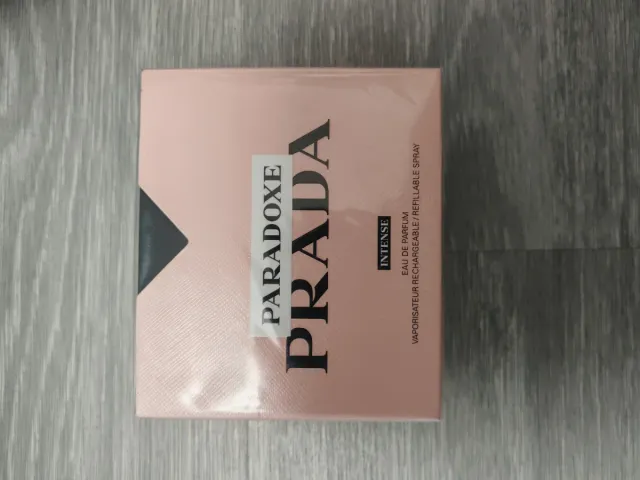 PARADOXE
PRADA
INTENSE
EAU DE PARFUM
VAPORISATEUR RECHARGEABLE / REFILLABLE SPRAY